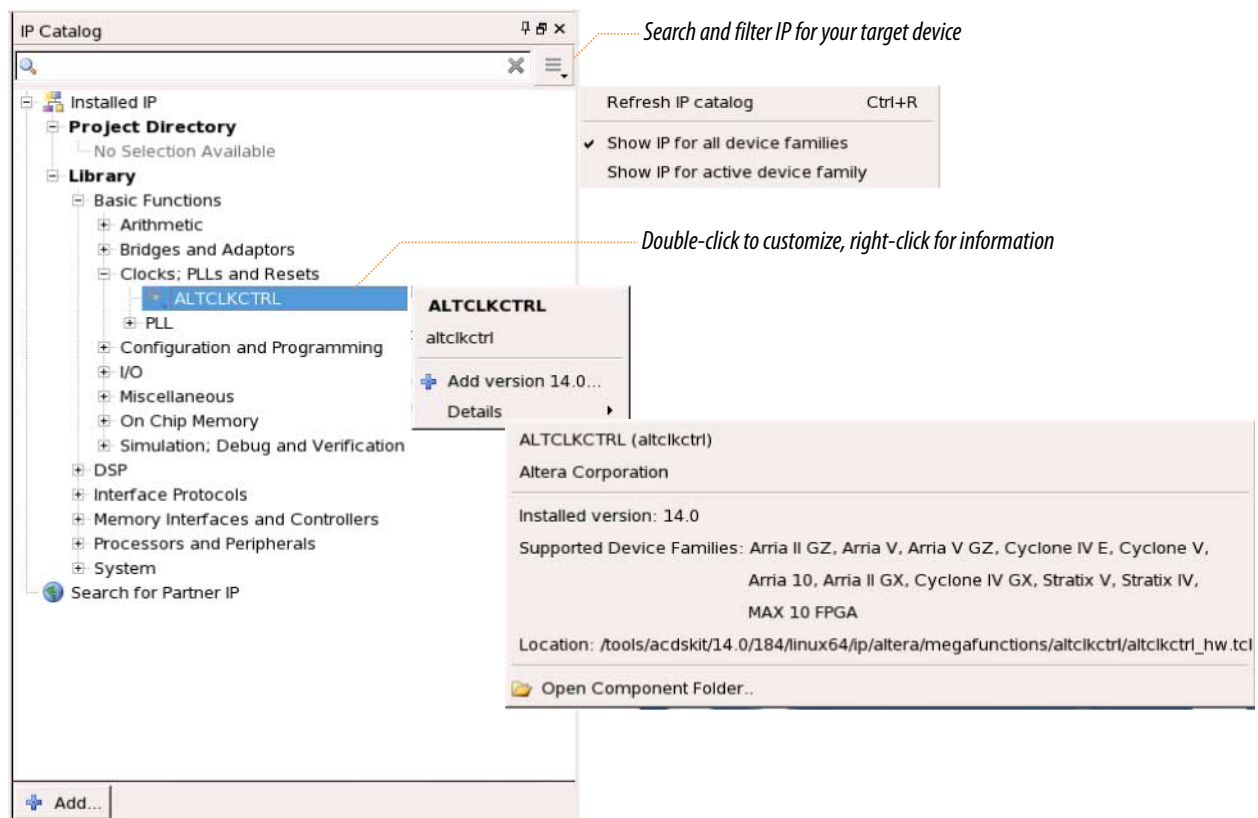 IP Catalog
Search and filter IP for your target device
Installed IP
Project Directory
No Selection Available
Library
Basic Functions
Arithmetic
Bridges and Adaptors
Clocks; PLLs and Resets
ALTCLKCTRL
PLL
Configuration and Programming
I/O
Miscellaneous
On Chip Memory
Simulation; Debug and Verification
DSP
Interface Protocols
Memory Interfaces and Controllers
Processors and Peripherals
System
Search for Partner IP
Add...
Refresh IP catalog Ctrl+R
Show IP for all device families
Show IP for active device family
Double-click to customize, right-click for information
ALTCLKCTRL
altclkctrl
Add version 14.0...
Details
ALTCLKCTRL (altclkctrl)
Altera Corporation
Installed version: 14.0
Supported Device Families: Arria II GZ, Arria V, Arria V GZ, Cyclone IV E, Cyclone V,
Arria 10, Arria II GX, Cyclone IV GX, Stratix V, Stratix IV,
MAX 10 FPGA
Location: /tools/acdskit/14.0/184/linux64/ip/altera/megafunctions/altclkctrl/altclkctrl_hw.tcl
Open Component Folder..